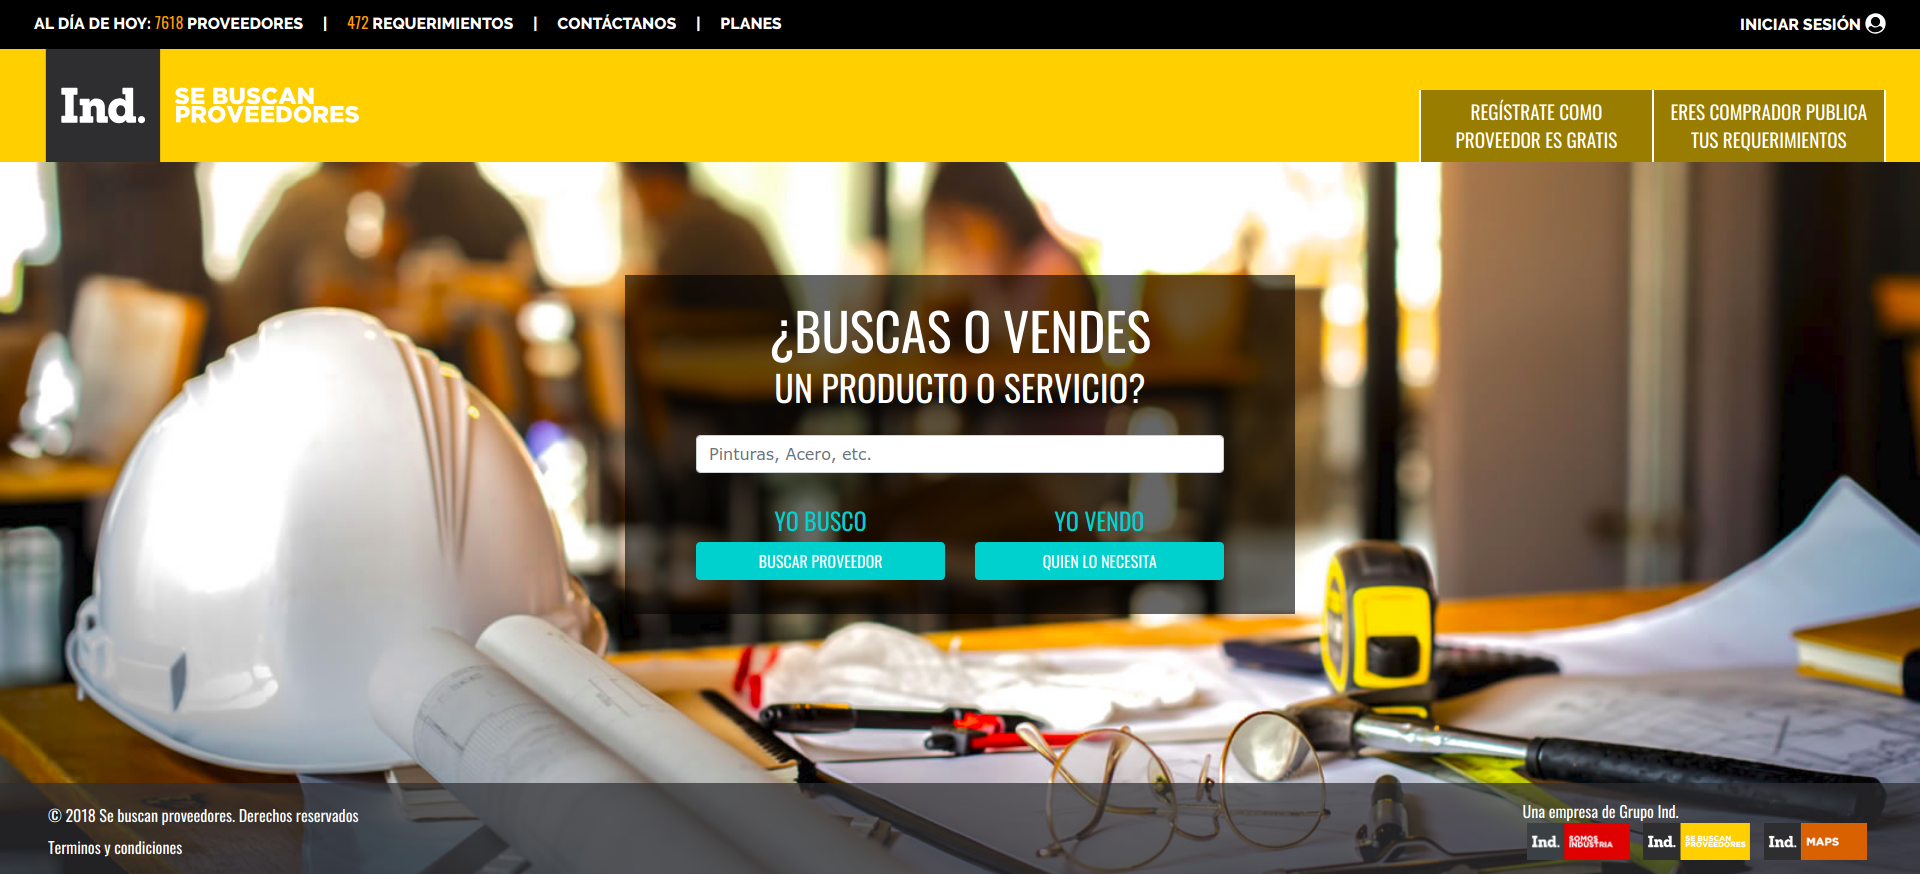 AL DÍA DE HOY: 7618 PROVEEDORES | 472 REQUERIMIENTOS | CONTÁCTANOS | PLANES
INICIAR SESIÓN
Ind.
SE BUSCAN
PROVEEDORES
REGÍSTRATE COMO
PROVEEDOR ES GRATIS
ERES COMPRADOR PUBLICA
TUS REQUERIMIENTOS
¿BUSCAS O VENDES
UN PRODUCTO O SERVICIO?
Pinturas, Acero, etc.
YO BUSCO
BUSCAR PROVEEDOR
YO VENDO
QUIEN LO NECESITA
© 2018 Se buscan proveedores. Derechos reservados
Terminos y condiciones
Una empresa de Grupo Ind.
Ind. SOMOS
INDUSTRIA
Ind. SE BUSCAN
PROVEEDORES
Ind. MAPS